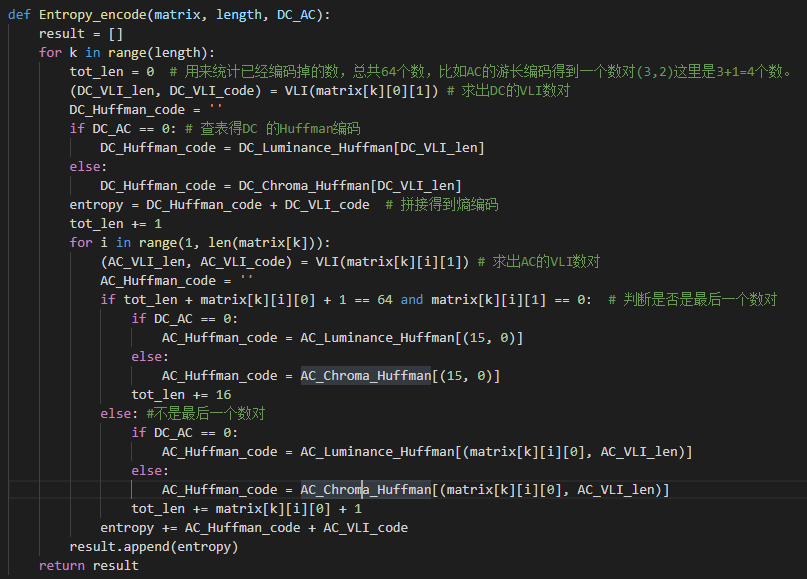 def Entropy_encode(matrix, length, DC_AC):
    result = []
    for k in range(length):
        tot_len = 0  # 用来统计已经编码掉的数，总共64个数，比如AC的游长编码得到一个数对(3,2)这里是3+1=4个数。
        (DC_VLI_len, DC_VLI_code) = VLI(matrix[k][0][1]) # 求出DC的VLI数对
        DC_Huffman_code = ''
        if DC_AC == 0: # 查表得DC 的Huffman编码
            DC_Huffman_code = DC_Luminance_Huffman[DC_VLI_len]
        else:
            DC_Huffman_code = DC_Chroma_Huffman[DC_VLI_len]
        entropy = DC_Huffman_code + DC_VLI_code  # 拼接得到熵编码
        tot_len += 1
        for i in range(1, len(matrix[k])):
            (AC_VLI_len, AC_VLI_code) = VLI(matrix[k][i][1]) # 求出AC的VLI数对
            AC_Huffman_code = ''
            if tot_len + matrix[k][i][0] + 1 == 64 and matrix[k][i][1] == 0:  # 判断是否是最后一个数对
                if DC_AC == 0:
                    AC_Huffman_code = AC_Luminance_Huffman[(15, 0)]
                else:
                    AC_Huffman_code = AC_Chroma_Huffman[(15, 0)]
                tot_len += 16
            else: #不是最后一个数对
                if DC_AC == 0:
                    AC_Huffman_code = AC_Luminance_Huffman[(matrix[k][i][0], AC_VLI_len)]
                else:
                    AC_Huffman_code = AC_Chroma_Huffman[(matrix[k][i][0], AC_VLI_len)]
                tot_len += matrix[k][i][0] + 1
            entropy += AC_Huffman_code + AC_VLI_code
        result.append(entropy)
    return result